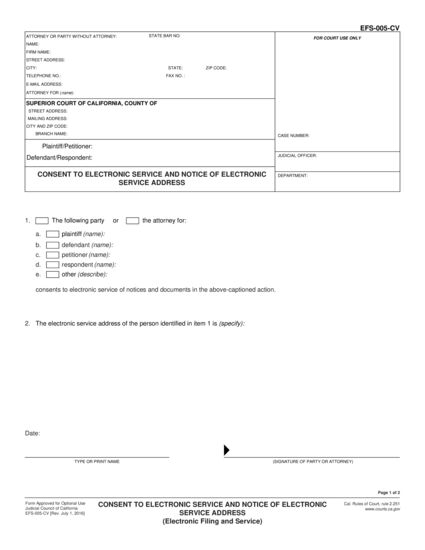 EFS-005-CV
ATTORNEY OR PARTY WITHOUT ATTORNEY: STATE BAR NO:
FOR COURT USE ONLY
NAME:
FIRM NAME:
STREET ADDRESS:
CITY: STATE: ZIP CODE:
TELEPHONE NO.: FAX NO. :
E-MAIL ADDRESS:
ATTORNEY FOR (name):
SUPERIOR COURT OF CALIFORNIA, COUNTY OF
STREET ADDRESS:
MAILING ADDRESS:
CITY AND ZIP CODE:
BRANCH NAME:
CASE NUMBER:
Plaintiff/Petitioner:
Defendant/Respondent:
JUDICIAL OFFICER:
CONSENT TO ELECTRONIC SERVICE AND NOTICE OF ELECTRONIC
SERVICE ADDRESS
DEPARTMENT:
1. The following party or the attorney for:
a. plaintiff (name):
b. defendant (name):
c. petitioner (name):
d. respondent (name):
e. other (describe):
consents to electronic service of notices and documents in the above-captioned action.
2. The electronic service address of the person identified in item 1 is (specify):
Date:
TYPE OR PRINT NAME
(SIGNATURE OF PARTY OR ATTORNEY)
Page 1 of 2
Form Approved for Optional Use
Judicial Council of California
EFS-005-CV [Rev. July 1, 2016]
CONSENT TO ELECTRONIC SERVICE AND NOTICE OF ELECTRONIC
SERVICE ADDRESS
(Electronic Filing and Service)
Cal. Rules of Court, rule 2.251
www.courts.ca.gov